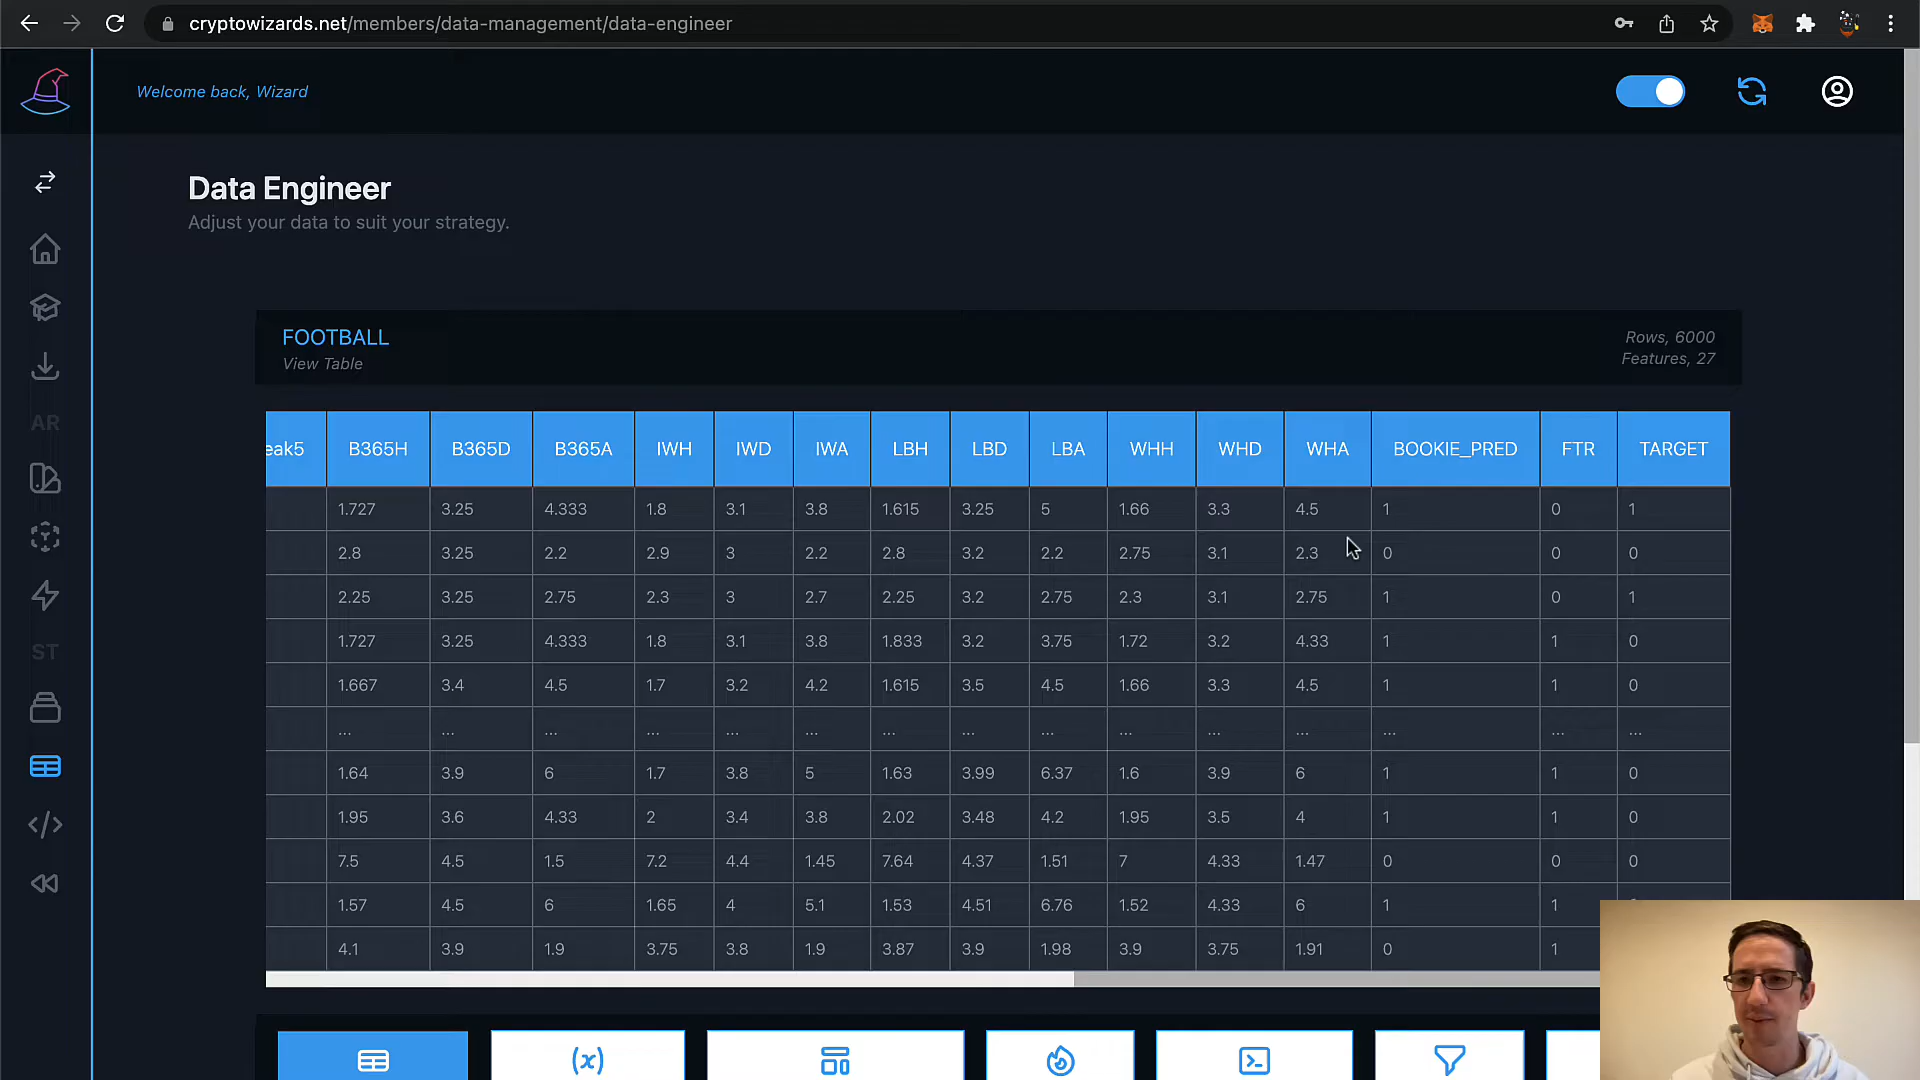 cryptowizards.net/members/data-management/data-engineer
Welcome back, Wizard
Data Engineer
Adjust your data to suit your strategy.
AR
ST
FOOTBALL
View Table
Rows, 6000
Features, 27
eak5 B365H B365D B365A IWH IWD IWA LBH LBD LBA WHH WHD WHA BOOKIE_PRED FTR TARGET
1.727 3.25 4.333 1.8 3.1 3.8 1.615 3.25 5 1.66 3.3 4.5 1 0 1
2.8 3.25 2.2 2.9 3 2.2 2.8 3.2 2.2 2.75 3.1 2.3 0 0 0
2.25 3.25 2.75 2.3 3 2.7 2.25 3.2 2.75 2.3 3.1 2.75 1 0 1
1.727 3.25 4.333 1.8 3.1 3.8 1.833 3.2 3.75 1.72 3.2 4.33 1 1 0
1.667 3.4 4.5 1.7 3.2 4.2 1.615 3.5 4.5 1.66 3.3 4.5 1 1 0
... ... ... ... ... ... ... ... ... ... ... ... ... ... ...
1.64 3.9 6 1.7 3.8 5 1.63 3.99 6.37 1.6 3.9 6 1 1 0
1.95 3.6 4.33 2 3.4 3.8 2.02 3.48 4.2 1.95 3.5 4 1 1 0
7.5 4.5 1.5 7.2 4.4 1.45 7.64 4.37 1.51 7 4.33 1.47 0 0 0
1.57 4.5 6 1.65 4 5.1 1.53 4.51 6.76 1.52 4.33 6 1 1
4.1 3.9 1.9 3.75 3.8 1.9 3.87 3.9 1.98 3.9 3.75 1.91 0 1
(x)